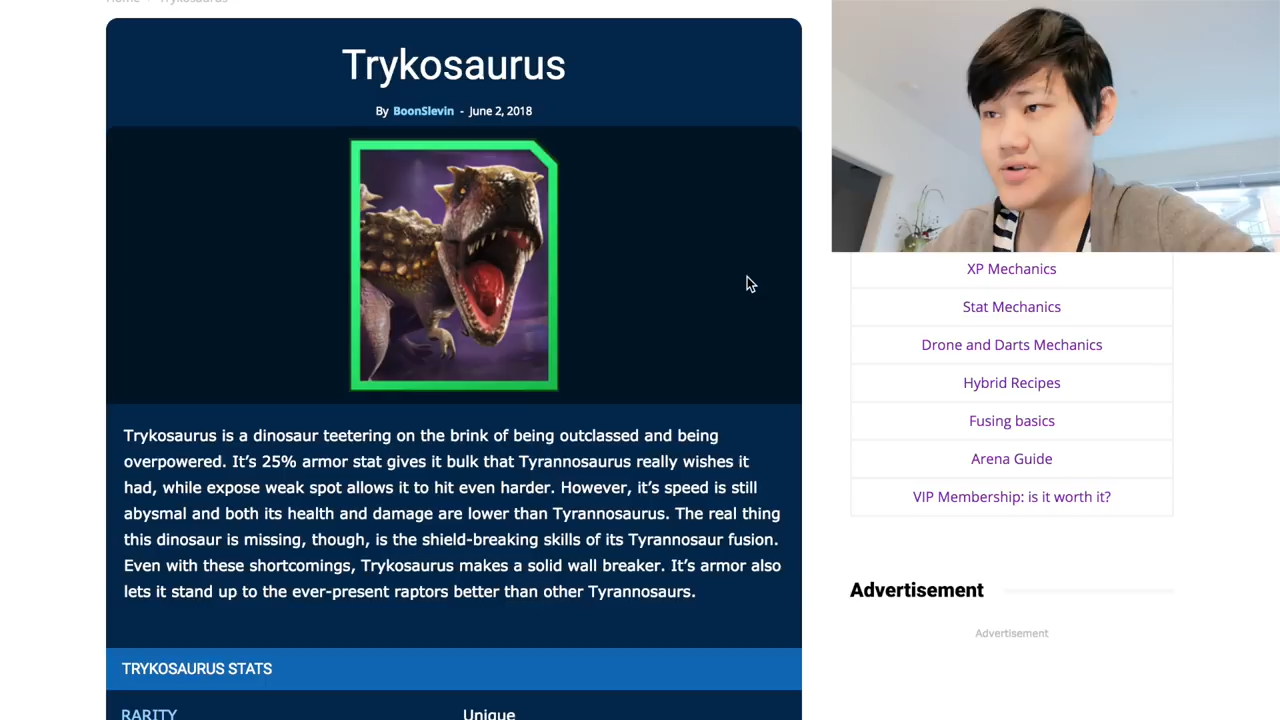 Home
Trykosaurus
Trykosaurus
By BoonSlevin - June 2, 2018
Trykosaurus is a dinosaur teetering on the brink of being outclassed and being
overpowered. It's 25% armor stat gives it bulk that Tyrannosaurus really wishes it
had, while expose weak spot allows it to hit even harder. However, it's speed is still
abysmal and both its health and damage are lower than Tyrannosaurus. The real thing
this dinosaur is missing, though, is the shield-breaking skills of its Tyrannosaur fusion.
Even with these shortcomings, Trykosaurus makes a solid wall breaker. It's armor also
lets it stand up to the ever-present raptors better than other Tyrannosaurs.
TRYKOSAURUS STATS
RARITY Unique
XP Mechanics
Stat Mechanics
Drone and Darts Mechanics
Hybrid Recipes
Fusing basics
Arena Guide
VIP Membership: is it worth it?
Advertisement
Advertisement